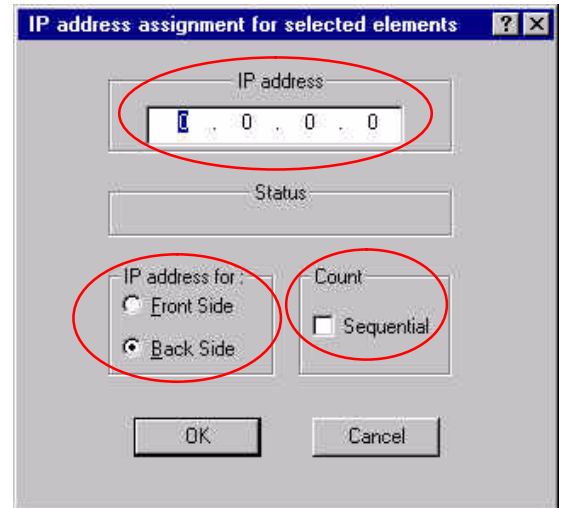 IP address assignment for selected elements
IP address
0 . 0 . 0 . 0
Status
IP address for :
Front Side
Back Side
Count
Sequential
OK
Cancel